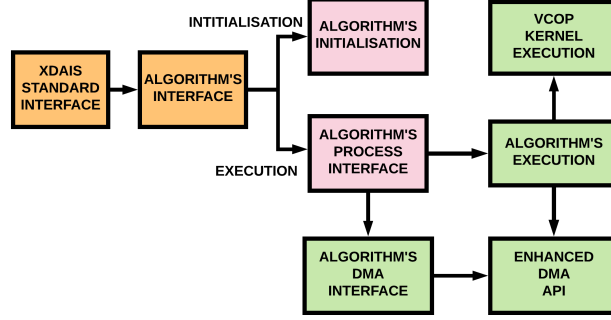 INTITIALISATION
ALGORITHM'S
INITIALISATION
VCOP
KERNEL
EXECUTION
XDAIS
STANDARD
INTERFACE
ALGORITHM'S
INTERFACE
EXECUTION
ALGORITHM'S
PROCESS
INTERFACE
ALGORITHM'S
EXECUTION
ALGORITHM'S
DMA
INTERFACE
ENHANCED
DMA
API